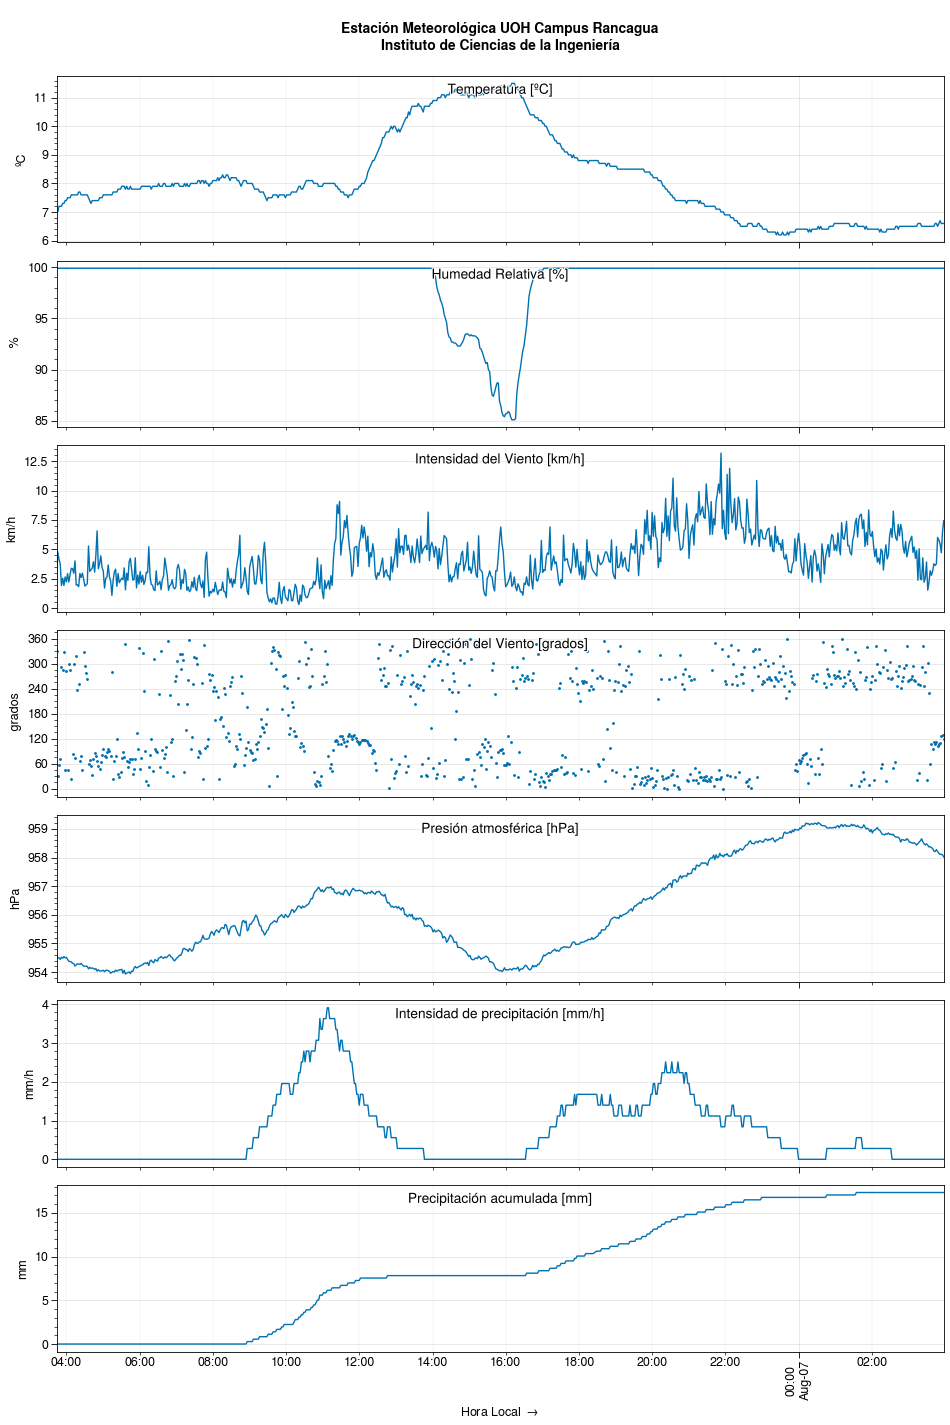 Estación Meteorológica UOH Campus Rancagua
Instituto de Ciencias de la Ingeniería
Temperatura [ºC]
ºC
11
10
9
8
7
6
Humedad Relativa [%]
%
100
95
90
85
Intensidad del Viento [km/h]
km/h
12.5
10
7.5
5
2.5
0
Dirección del Viento [grados]
grados
360
300
240
180
120
60
0
Presión atmosférica [hPa]
hPa
959
958
957
956
955
954
Intensidad de precipitación [mm/h]
mm/h
4
3
2
1
0
Precipitación acumulada [mm]
mm
15
10
5
0
04:00 06:00 08:00 10:00 12:00 14:00 16:00 18:00 20:00 22:00 00:00 02:00
Aug-07
Hora Local →